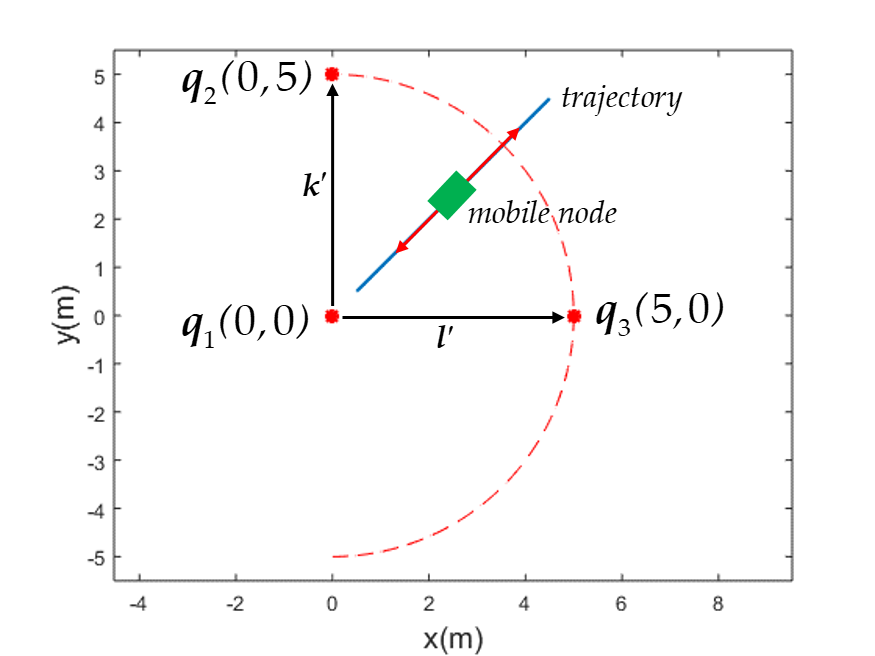 q2(0,5)
trajectory
k′
mobile node
q1(0,0)
l′
q3(5,0)
5
4
3
2
1
0
-1
-2
-3
-4
-5
y(m)
-4 -2 0 2 4 6 8
x(m)